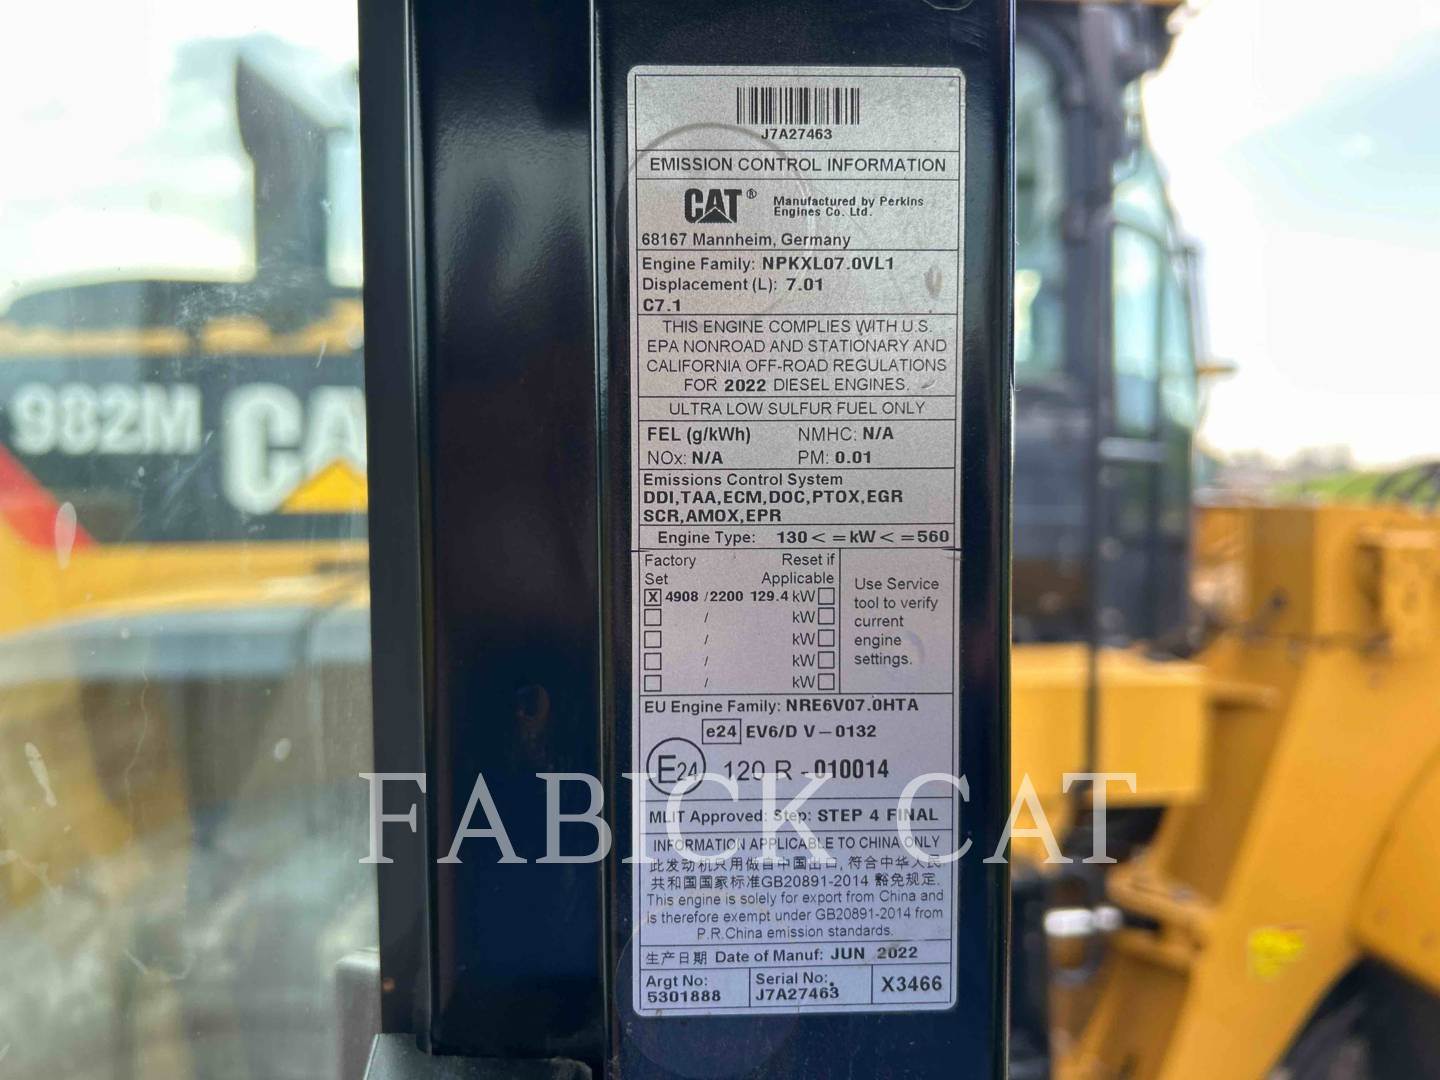 J7A27463
EMISSION CONTROL INFORMATION
CAT® Manufactured by Perkins
Engines Co. Ltd.
68167 Mannheim, Germany
Engine Family: NPKXL07.0VL1
Displacement (L): 7.01
C7.1
THIS ENGINE COMPLIES WITH U.S.
EPA NONROAD AND STATIONARY AND
CALIFORNIA OFF-ROAD REGULATIONS
FOR 2022 DIESEL ENGINES.
ULTRA LOW SULFUR FUEL ONLY
FEL (g/kWh) NMHC: N/A
NOx: N/A PM: 0.01
Emissions Control System
DDI,TAA,ECM,DOC,PTOX,EGR
SCR,AMOX,EPR
Engine Type: 130<=kW<=560
Factory Reset if
Set Applicable
X 4908 /2200 129.4 kW
/ kW
/ kW
/ kW
/ kW
Use Service
tool to verify
current
engine
settings.
EU Engine Family: NRE6V07.0HTA
e24 EV6/D V-0132
E24 120 R -010014
MLIT Approved: Step: STEP 4 FINAL
INFORMATION APPLICABLE TO CHINA ONLY
此发动机只用做自中国出口, 符合中华人民
共和国国家标准GB20891-2014 豁免规定.
This engine is solely for export from China and
is therefore exempt under GB20891-2014 from
P.R.China emission standards.
生产日期 Date of Manuf: JUN 2022
Argt No: Serial No:
5301888 J7A27463 X3466
982M CA
FABICK CAT